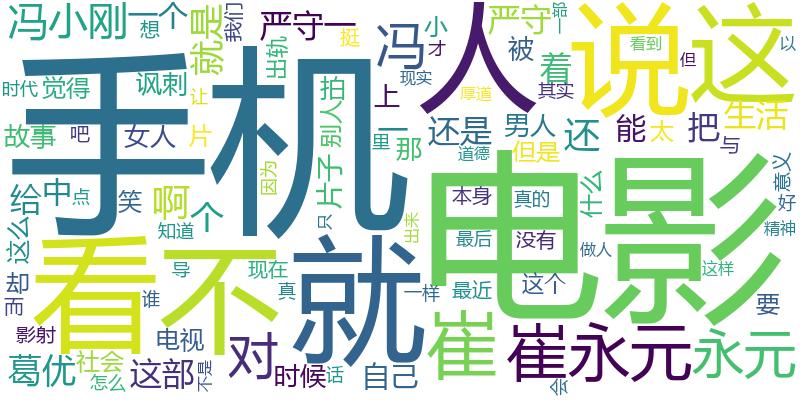 冯小刚
一个
想
就是
我们
严守一
挺
冯
小
才
人
严守
一部
被
说
这
看到
但
以
时代
觉得
讽刺
让
出轨
手机
现实
着
厚道
其实
故事
吧
女人
片
片子
别人
拍
上
一
里
那
还是
男人
还
能
太
把
生活
与
道德
但是
给
中
点
笑
啊
个
因为
本身
真的
什么
好
意义
这么
知道
只
出来
电影
精神
最后
没有
做人
看
不
就
却
而
导
谁
现在
真
一样
最近
这个
这样
要
影射
电视
对
崔
崔永元
永元
葛优
社会
怎么
这部
不是
时候
话
自己
会